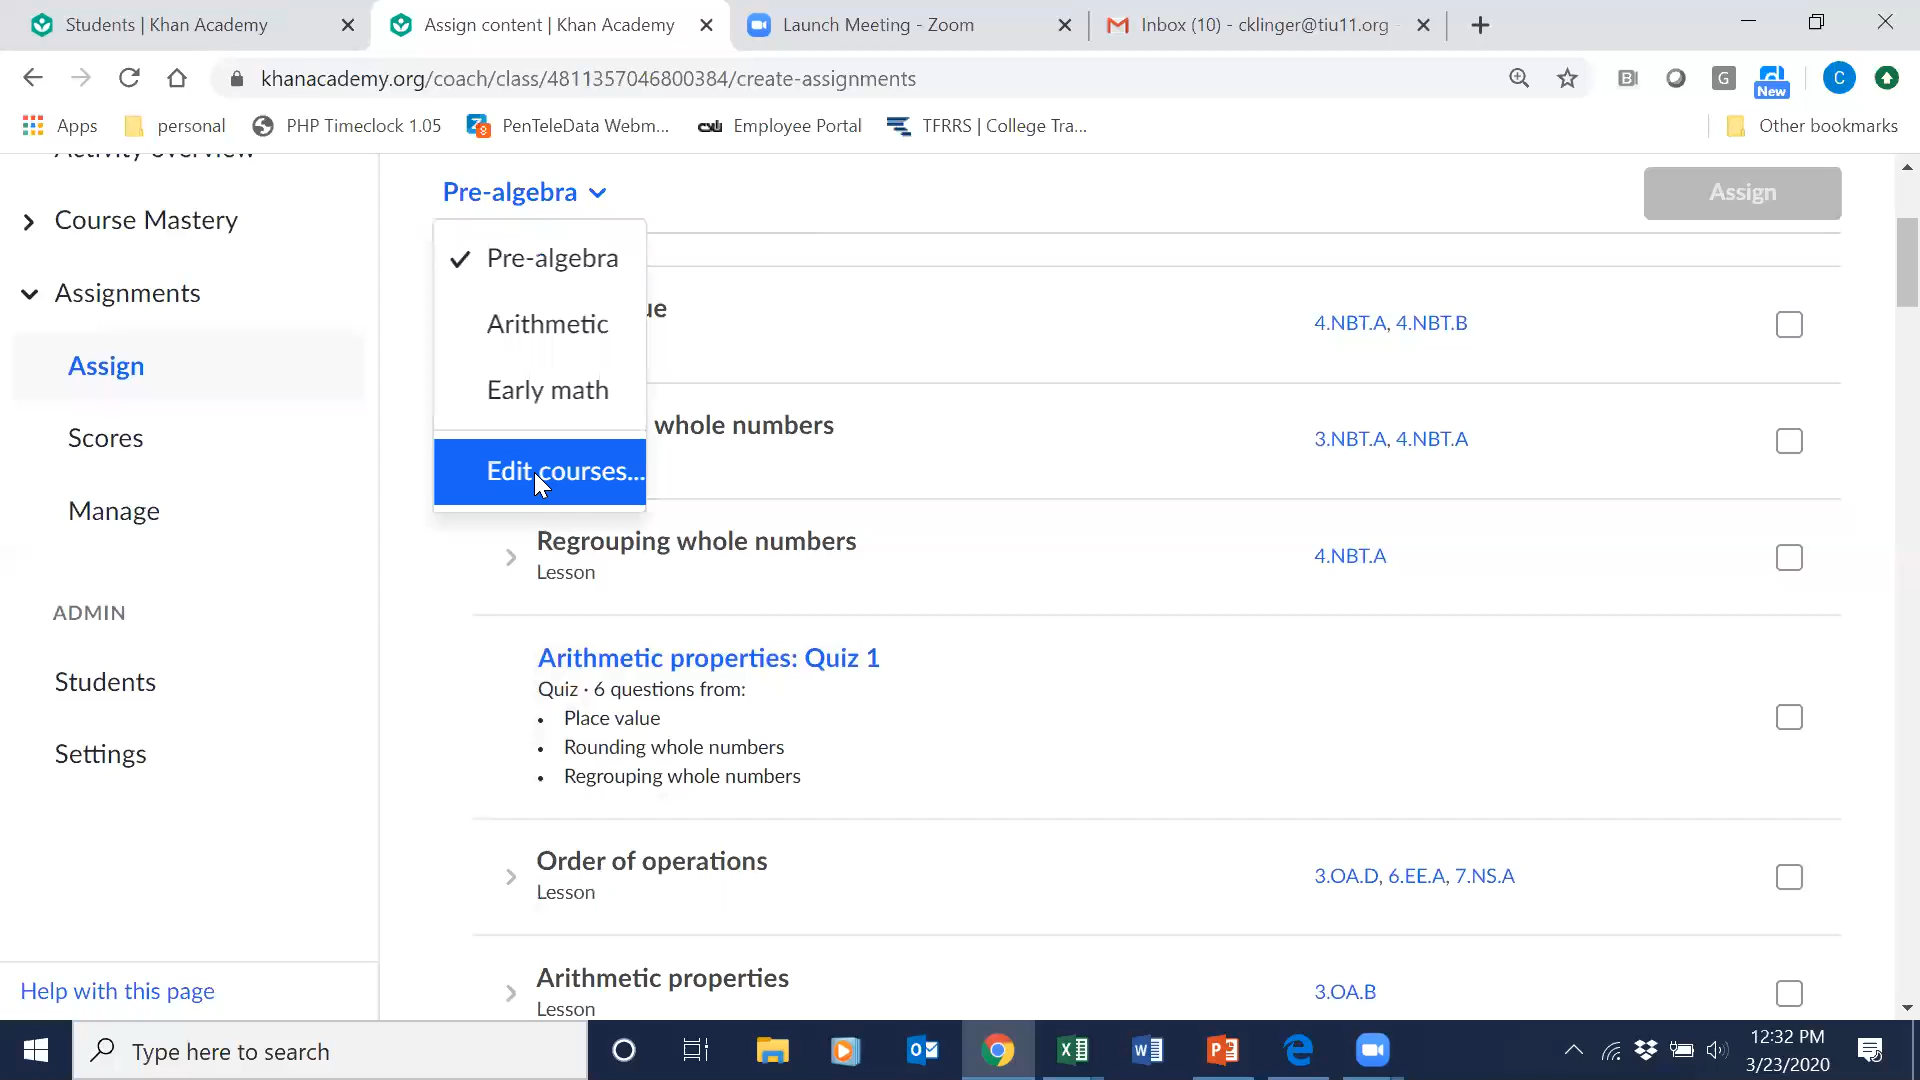 Students | Khan Academy
Assign content | Khan Academy
Launch Meeting - Zoom
Inbox (10) - cklinger@tiu11.org
khanacademy.org/coach/class/4811357046800384/create-assignments
B!
G
New
C
Apps
personal
PHP Timeclock 1.05
PenTeleData Webm...
Employee Portal
TFRRS | College Tra...
Other bookmarks
Activity overview
Course Mastery
Assignments
Assign
Scores
Manage
ADMIN
Students
Settings
Help with this page
Pre-algebra
Assign
Pre-algebra
Arithmetic
Early math
Edit courses...
ue
4.NBT.A, 4.NBT.B
whole numbers
3.NBT.A, 4.NBT.A
Regrouping whole numbers
Lesson
4.NBT.A
Arithmetic properties: Quiz 1
Quiz · 6 questions from:
• Place value
• Rounding whole numbers
• Regrouping whole numbers
Order of operations
Lesson
3.OA.D, 6.EE.A, 7.NS.A
Arithmetic properties
Lesson
3.OA.B
Type here to search
12:32 PM
3/23/2020